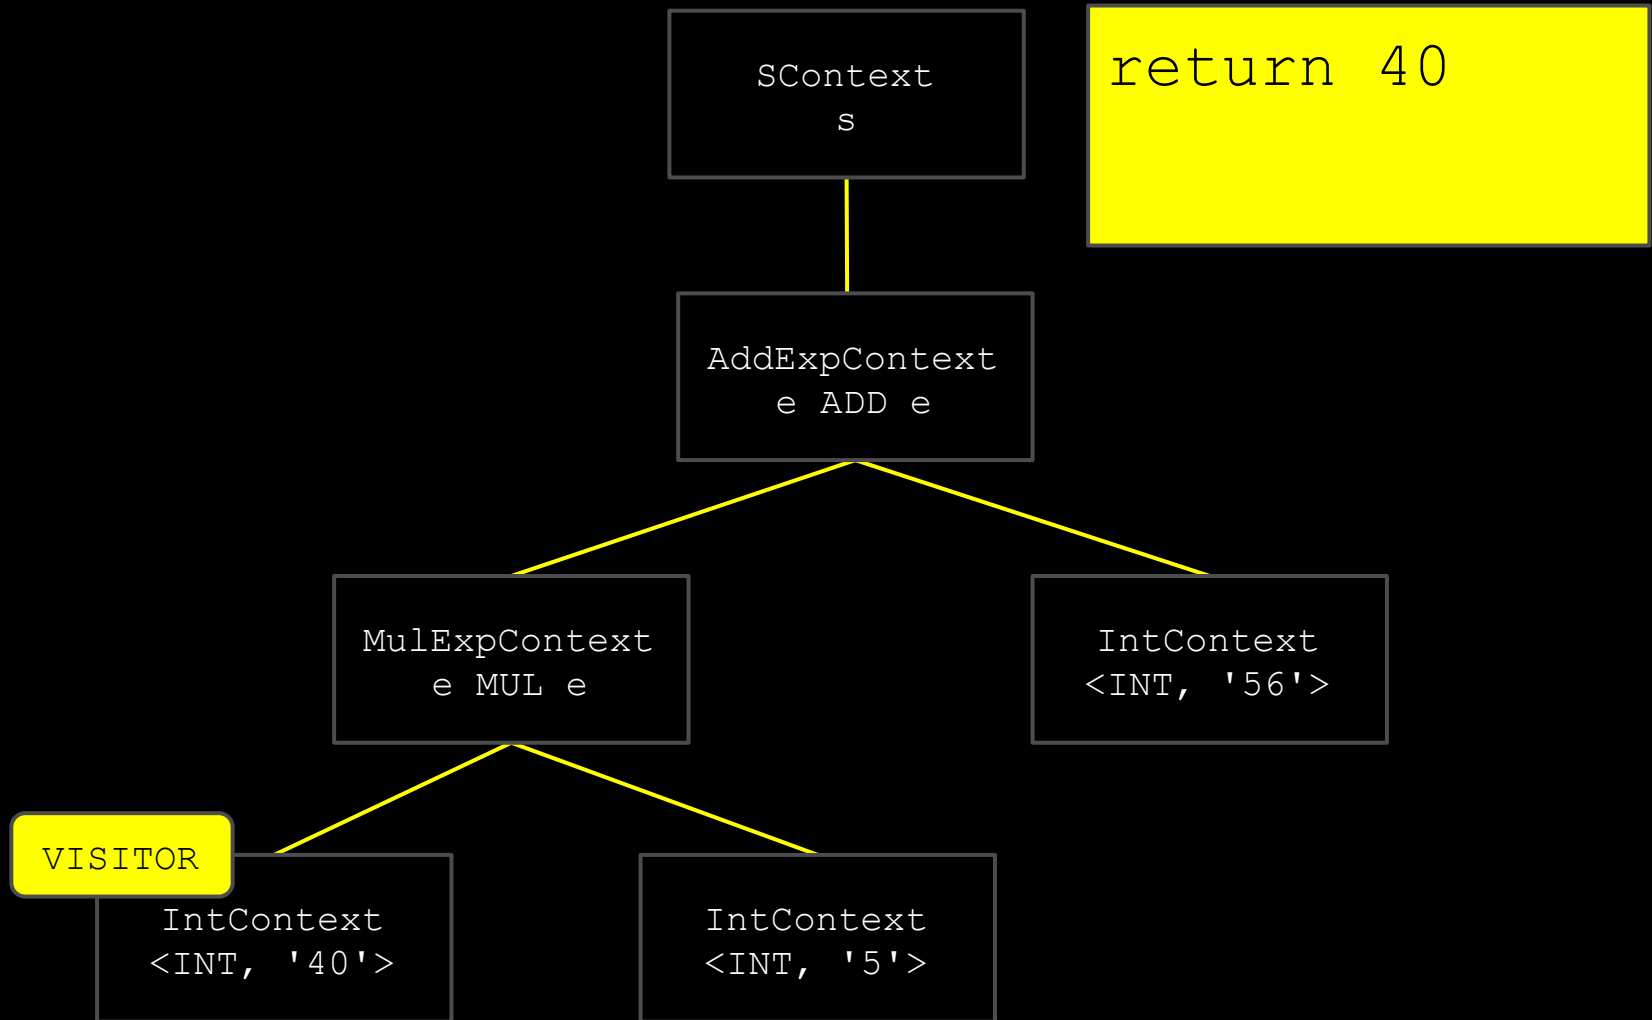 SContext
s
return 40
AddExpContext
e ADD e
MulExpContext
e MUL e
IntContext
<INT, '56'>
VISITOR
IntContext
<INT, '40'>
IntContext
<INT, '5'>